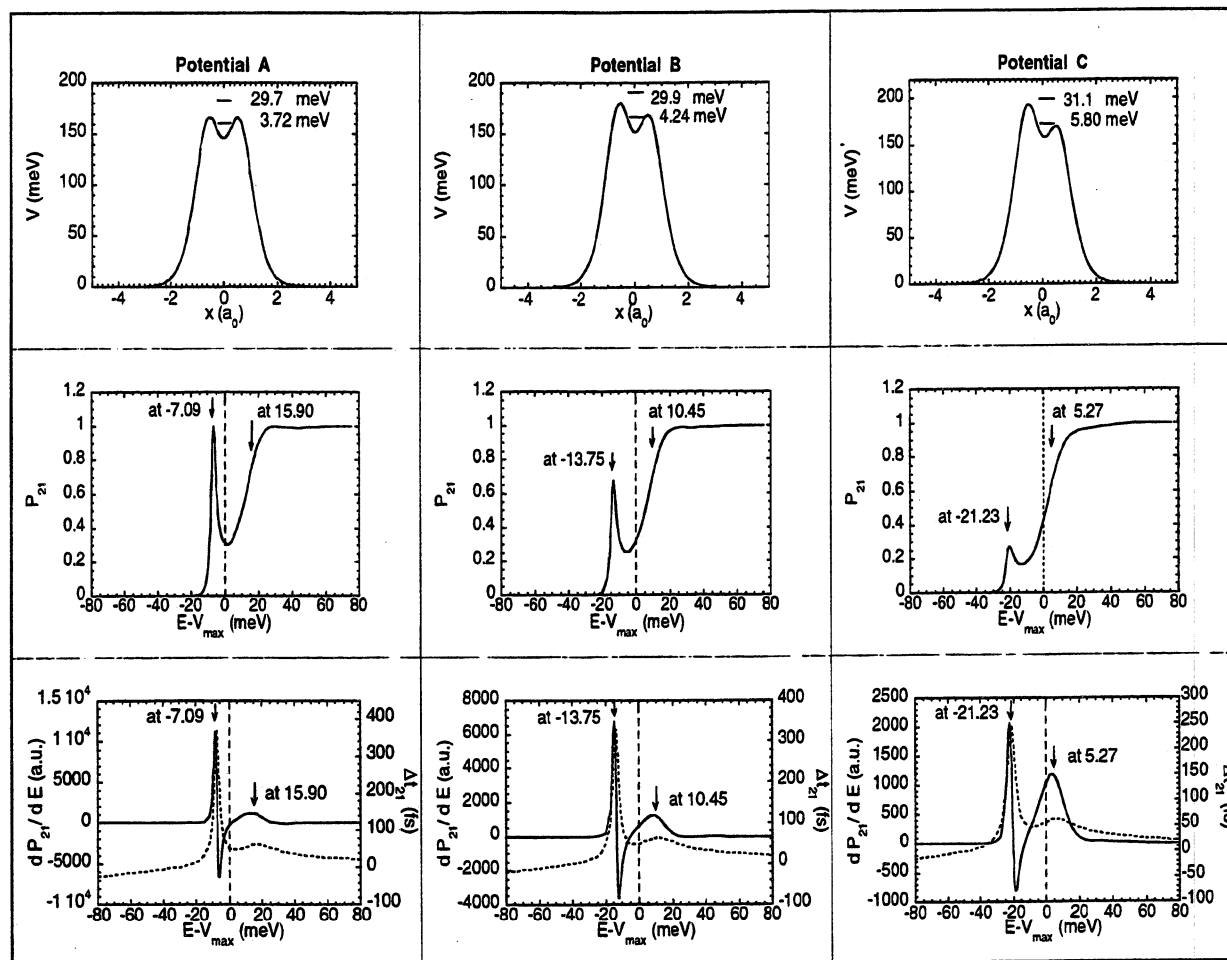 Potential A
200
150
100
50
0
V (meV)
29.7 meV
3.72 meV
-4 -2 0 2 4
x (a0)
Potential B
200
150
100
50
0
V (meV)
29.9 meV
4.24 meV
-4 -2 0 2 4
x (a0)
Potential C
200
150
100
50
0
V (meV)
31.1 meV
5.80 meV
-4 -2 0 2 4
x (a0)
1.2
1
0.8
0.6
0.4
0.2
0
P21
at -7.09
at 15.90
-80 -60 -40 -20 0 20 40 60 80
E-Vmax (meV)
1.2
1
0.8
0.6
0.4
0.2
0
P21
at -13.75
at 10.45
-80 -60 -40 -20 0 20 40 60 80
E-Vmax (meV)
1.2
1
0.8
0.6
0.4
0.2
0
P21
at -21.23
at 5.27
-80 -60 -40 -20 0 20 40 60 80
E-Vmax (meV)
1.5 10^4
1 10^4
5000
0
-5000
-1 10^4
dP21/ d E (a.u.)
at -7.09
at 15.90
400
300
200
100
0
-100
Δt21 (fs)
-80 -60 -40 -20 0 20 40 60 80
E-Vmax (meV)
8000
6000
4000
2000
0
-2000
-4000
dP21/ d E (a.u.)
at -13.75
at 10.45
400
300
200
100
0
-100
Δt21 (fs)
-80 -60 -40 -20 0 20 40 60 80
E-Vmax (meV)
2500
2000
1500
1000
500
0
-500
-1000
dP21/ d E (a.u.)
at -21.23
at 5.27
300
250
200
150
100
50
0
-50
-100
Δt21 (fs)
-80 -60 -40 -20 0 20 40 60 80
E-Vmax (meV)